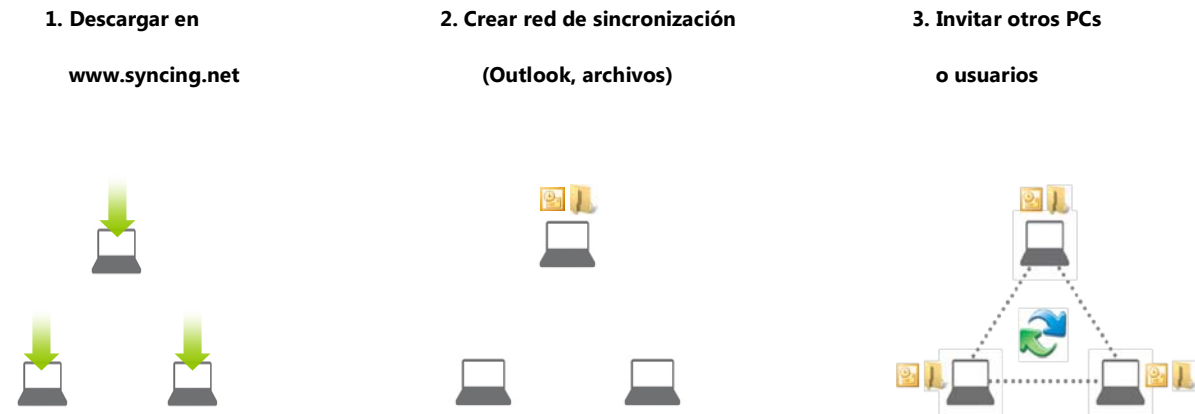 1. Descargar en
www.syncing.net
2. Crear red de sincronización
(Outlook, archivos)
3. Invitar otros PCs
o usuarios